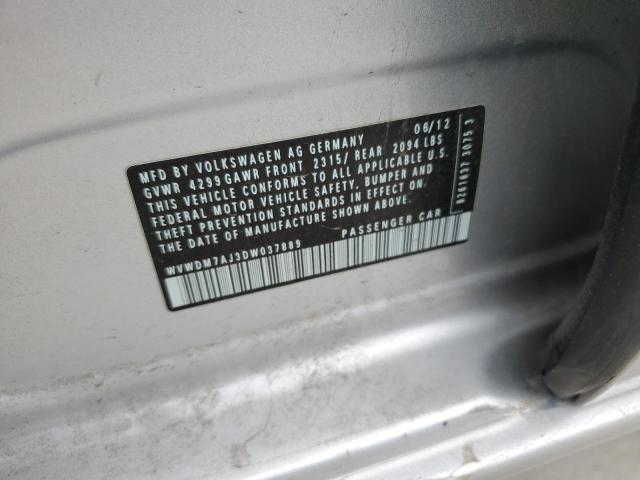 MFD BY VOLKSWAGEN AG GERMANY 06/12
GVWR 4299 GAWR FRONT 2315/ REAR 2094 LBS
THIS VEHICLE CONFORMS TO ALL APPLICABLE U.S.
FEDERAL MOTOR VEHICLE SAFETY, BUMPER AND
THEFT PREVENTION STANDARDS IN EFFECT ON
THE DATE OF MANUFACTURE SHOWN ABOVE.
WVWDM7AJ3DW037889 PASSENGER CAR